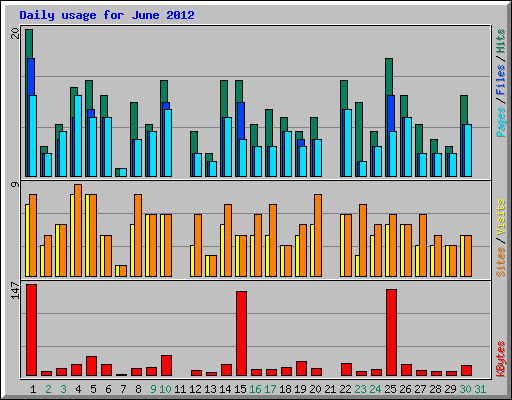 Daily usage for June 2012
20
Pages / Files / Hits
9
Sites / Visits
147
KBytes
1 2 3 4 5 6 7 8 9 10 11 12 13 14 15 16 17 18 19 20 21 22 23 24 25 26 27 28 29 30 31